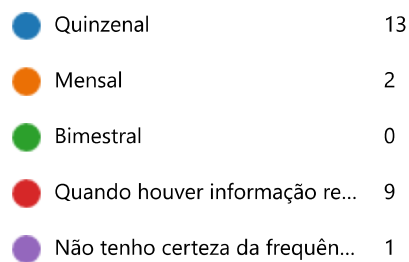 Quinzenal 13
Mensal 2
Bimestral 0
Quando houver informação re... 9
Não tenho certeza da frequên... 1